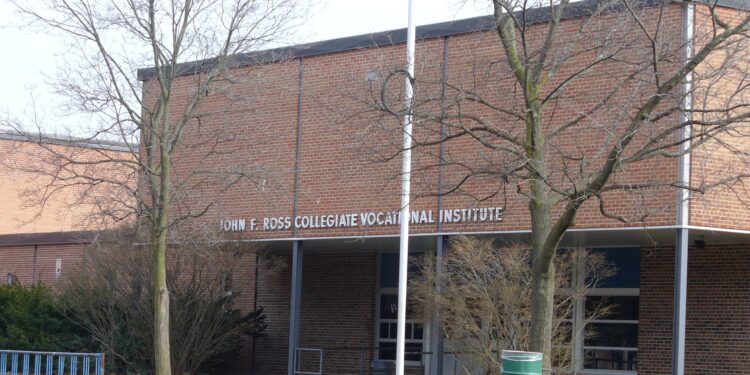 JOHN F. ROSS COLLEGIATE VOCATIONAL INSTITUTE